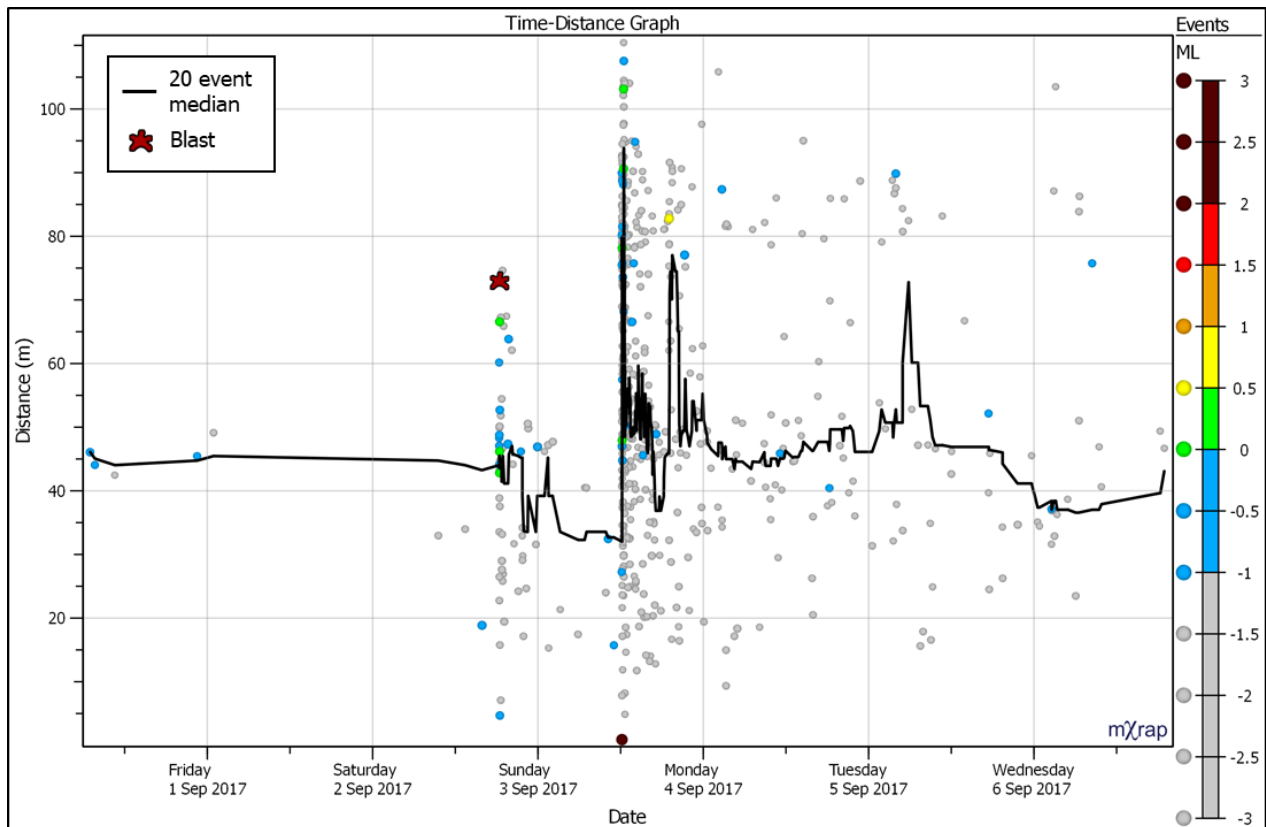 Time-Distance Graph
Events
ML
20 event
median
Blast
100
80
60
40
20
Distance (m)
3
2.5
2
1.5
1
0.5
0
-0.5
-1
-1.5
-2
-2.5
-3
mχrap
Friday
1 Sep 2017
Saturday
2 Sep 2017
Sunday
3 Sep 2017
Monday
4 Sep 2017
Tuesday
5 Sep 2017
Wednesday
6 Sep 2017
Date